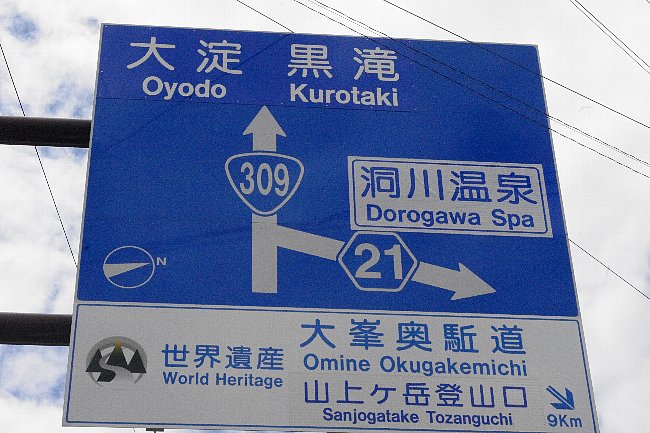 大淀 黒滝
Oyodo Kurotaki
309
洞川温泉
Dorogawa Spa
21
N
大峯奥駈道
世界遺産
Omine Okugakemichi
World Heritage
山上ケ岳登山口
Sanjogatake Tozanguchi
9Km